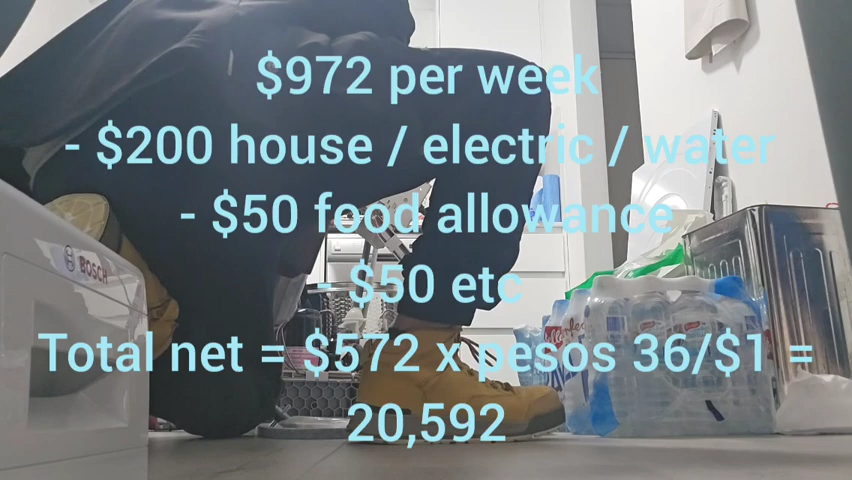 $972 per week
- $200 house / electric / water
- $50 food allowance
- $50 etc
Total net = $572 x pesos 36/$1 =
20,592
BOSCH